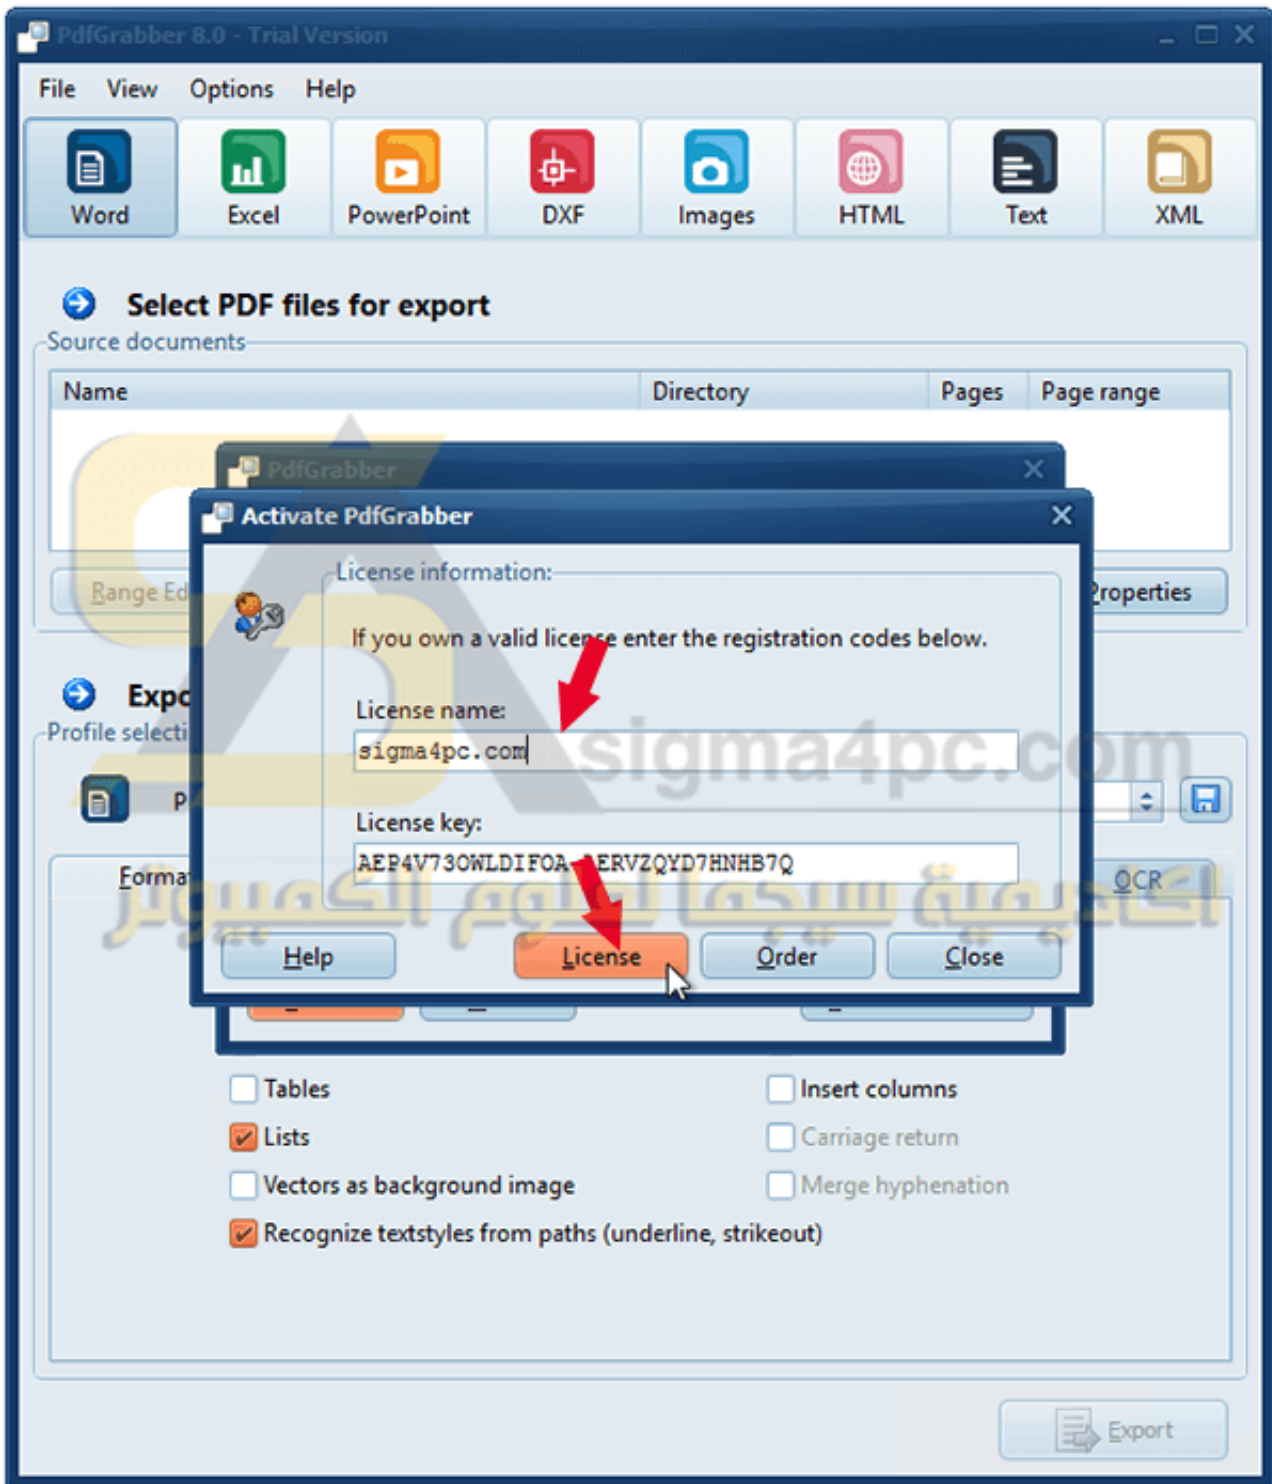 PdfGrabber 8.0 - Trial Version
File View Options Help
Word Excel PowerPoint DXF Images HTML Text XML
Select PDF files for export
Source documents
Name Directory Pages Page range
PdfGrabber
Activate PdfGrabber
License information:
Properties
If you own a valid license enter the registration codes below.
License name:
Profile
sigma4pc.com
sigma4pc.com
License key:
اكاديمية سيجما لعلوم الكمبيوتر
OCR
Help License Order Close
Tables Insert columns
Lists Carriage return
Vectors as background image Merge hyphenation
Recognize textstyles from paths (underline, strikeout)
Export